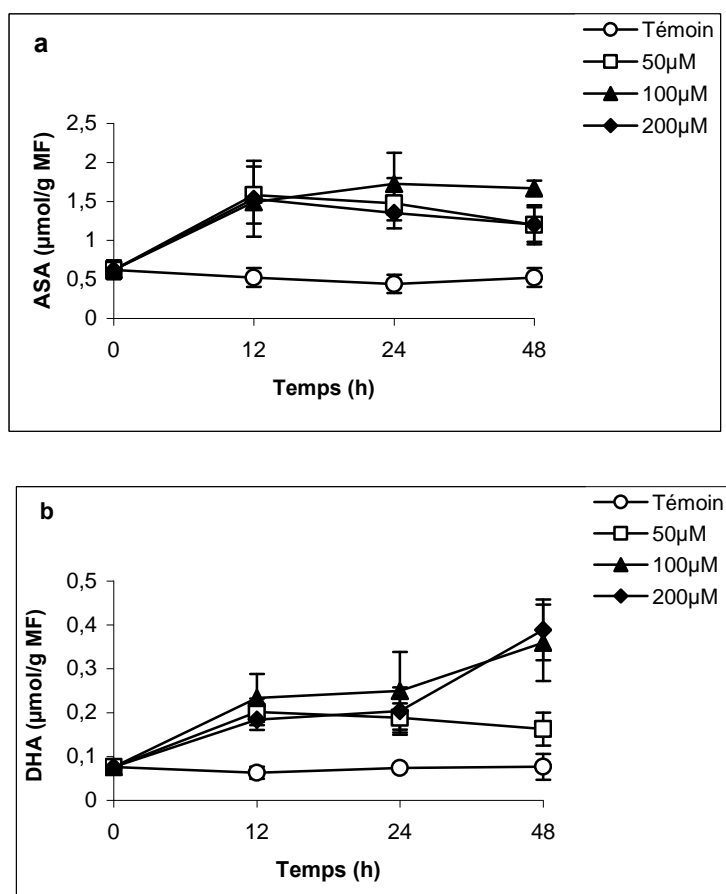 a
Témoin
50µM
100µM
200µM
ASA (µmol/g MF)
2,5
2
1,5
1
0,5
0
0 12 24 48
Temps (h)
b
Témoin
50µM
100µM
200µM
DHA (µmol/g MF)
0,5
0,4
0,3
0,2
0,1
0
0 12 24 48
Temps (h)